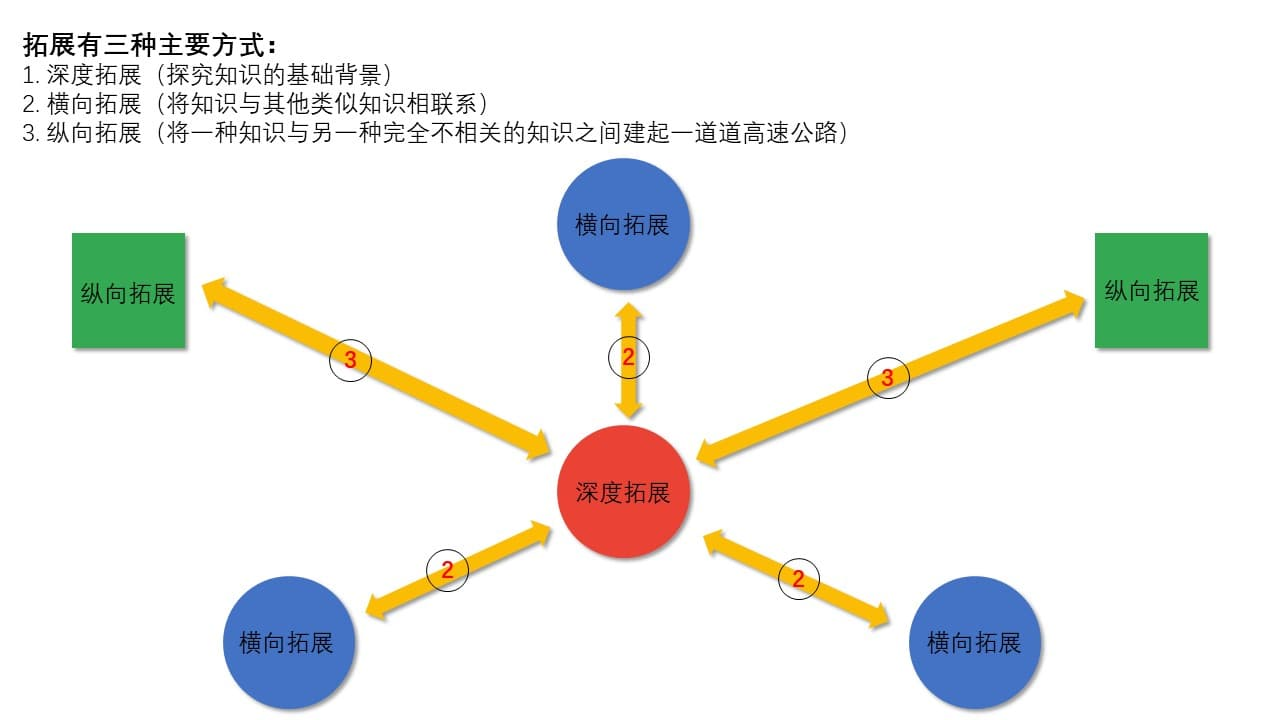 拓展有三种主要方式：
1. 深度拓展（探究知识的基础背景）
2. 横向拓展（将知识与其他类似知识相联系）
3. 纵向拓展（将一种知识与另一种完全不相关的知识之间建起一道道高速公路）
横向拓展
纵向拓展
纵向拓展
3
2
3
深度拓展
2
2
横向拓展
横向拓展